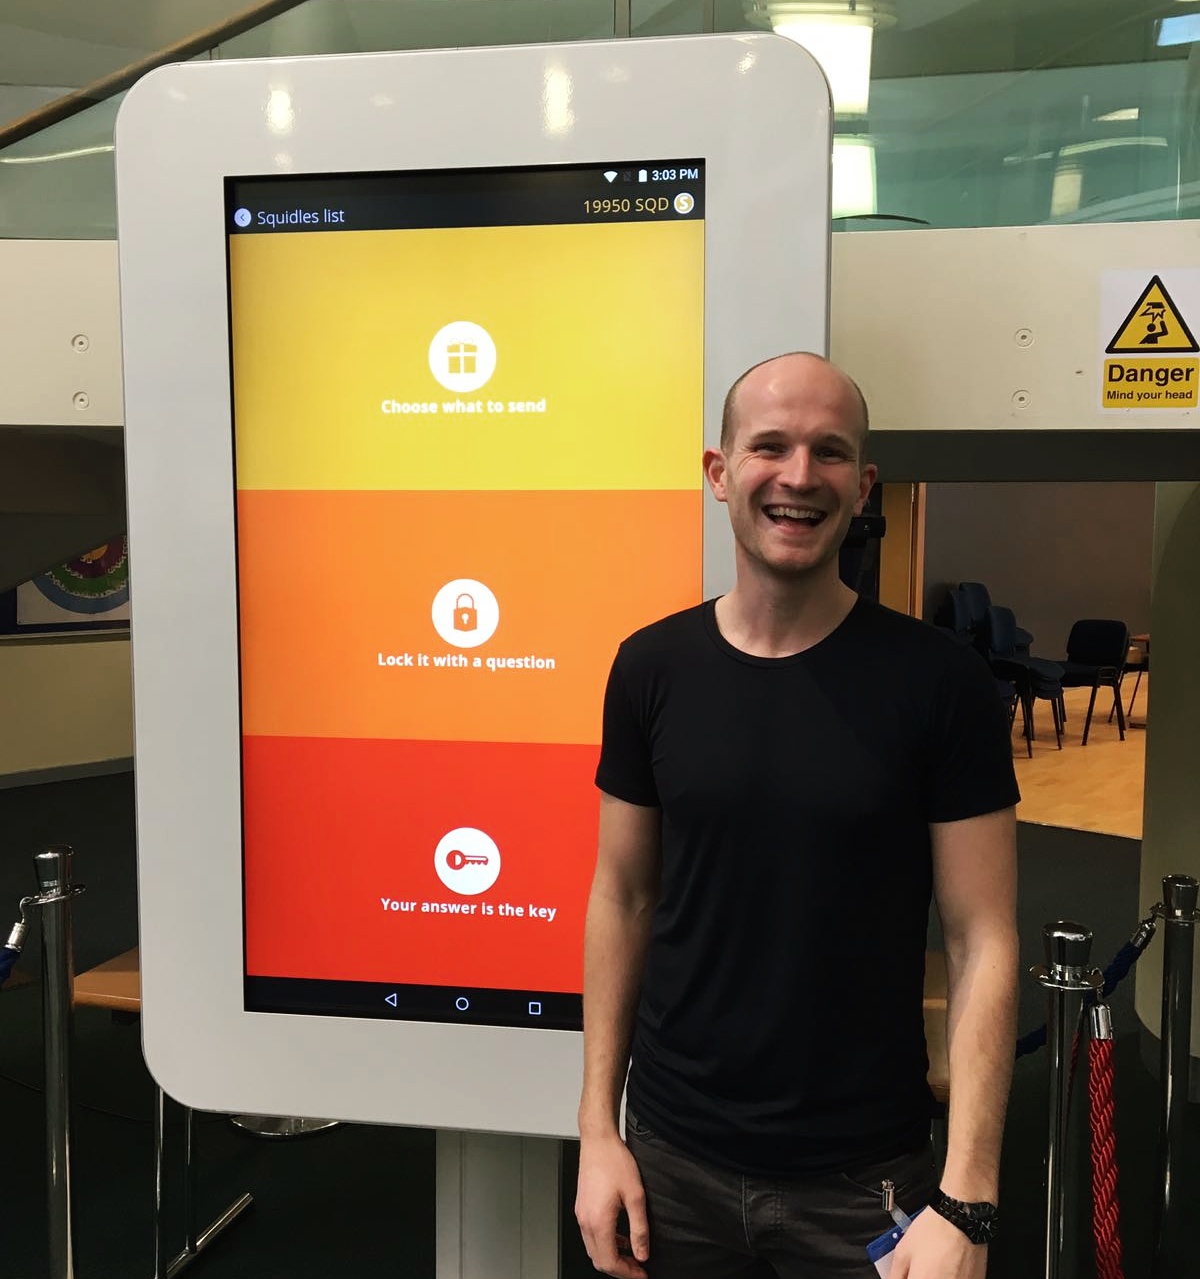 3:03 PM
Squidles list
19950 SQD S
Choose what to send
Lock it with a question
Your answer is the key
Danger
Mind your head